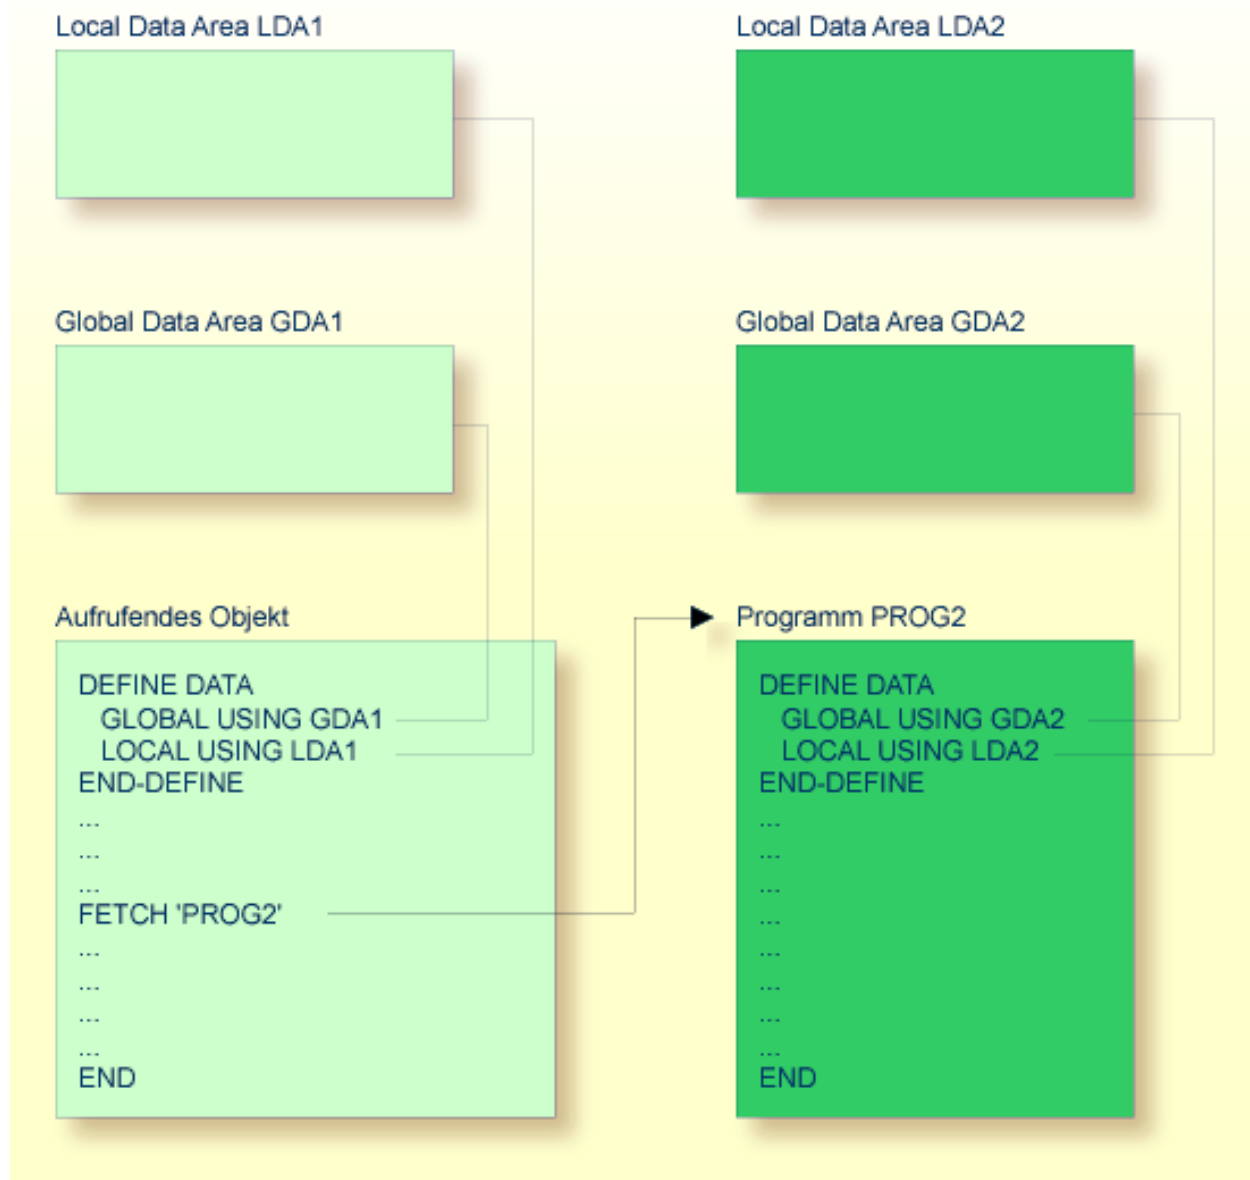 Local Data Area LDA1
Local Data Area LDA2
Global Data Area GDA1
Global Data Area GDA2
Aufrufendes Objekt
DEFINE DATA
GLOBAL USING GDA1
LOCAL USING LDA1
END-DEFINE
...
...
...
FETCH 'PROG2'
...
...
...
...
END
Programm PROG2
DEFINE DATA
GLOBAL USING GDA2
LOCAL USING LDA2
END-DEFINE
...
...
...
...
...
...
...
...
END